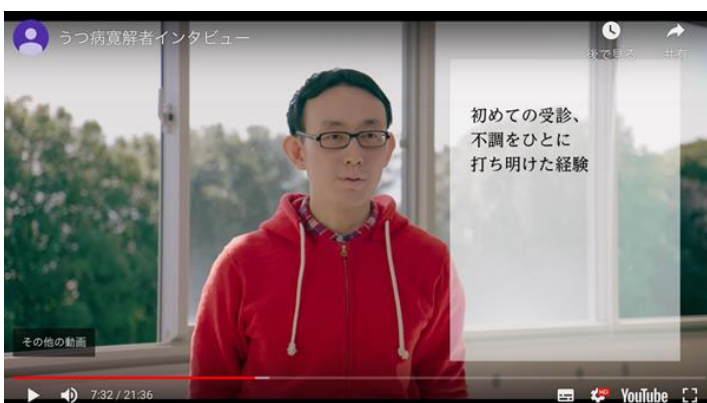 うつ病寛解者インタビュー
後で見る
共有
初めての受診、
不調をひとに
打ち明けた経験
その他の動画
7:32 / 21:36
HD
YouTube